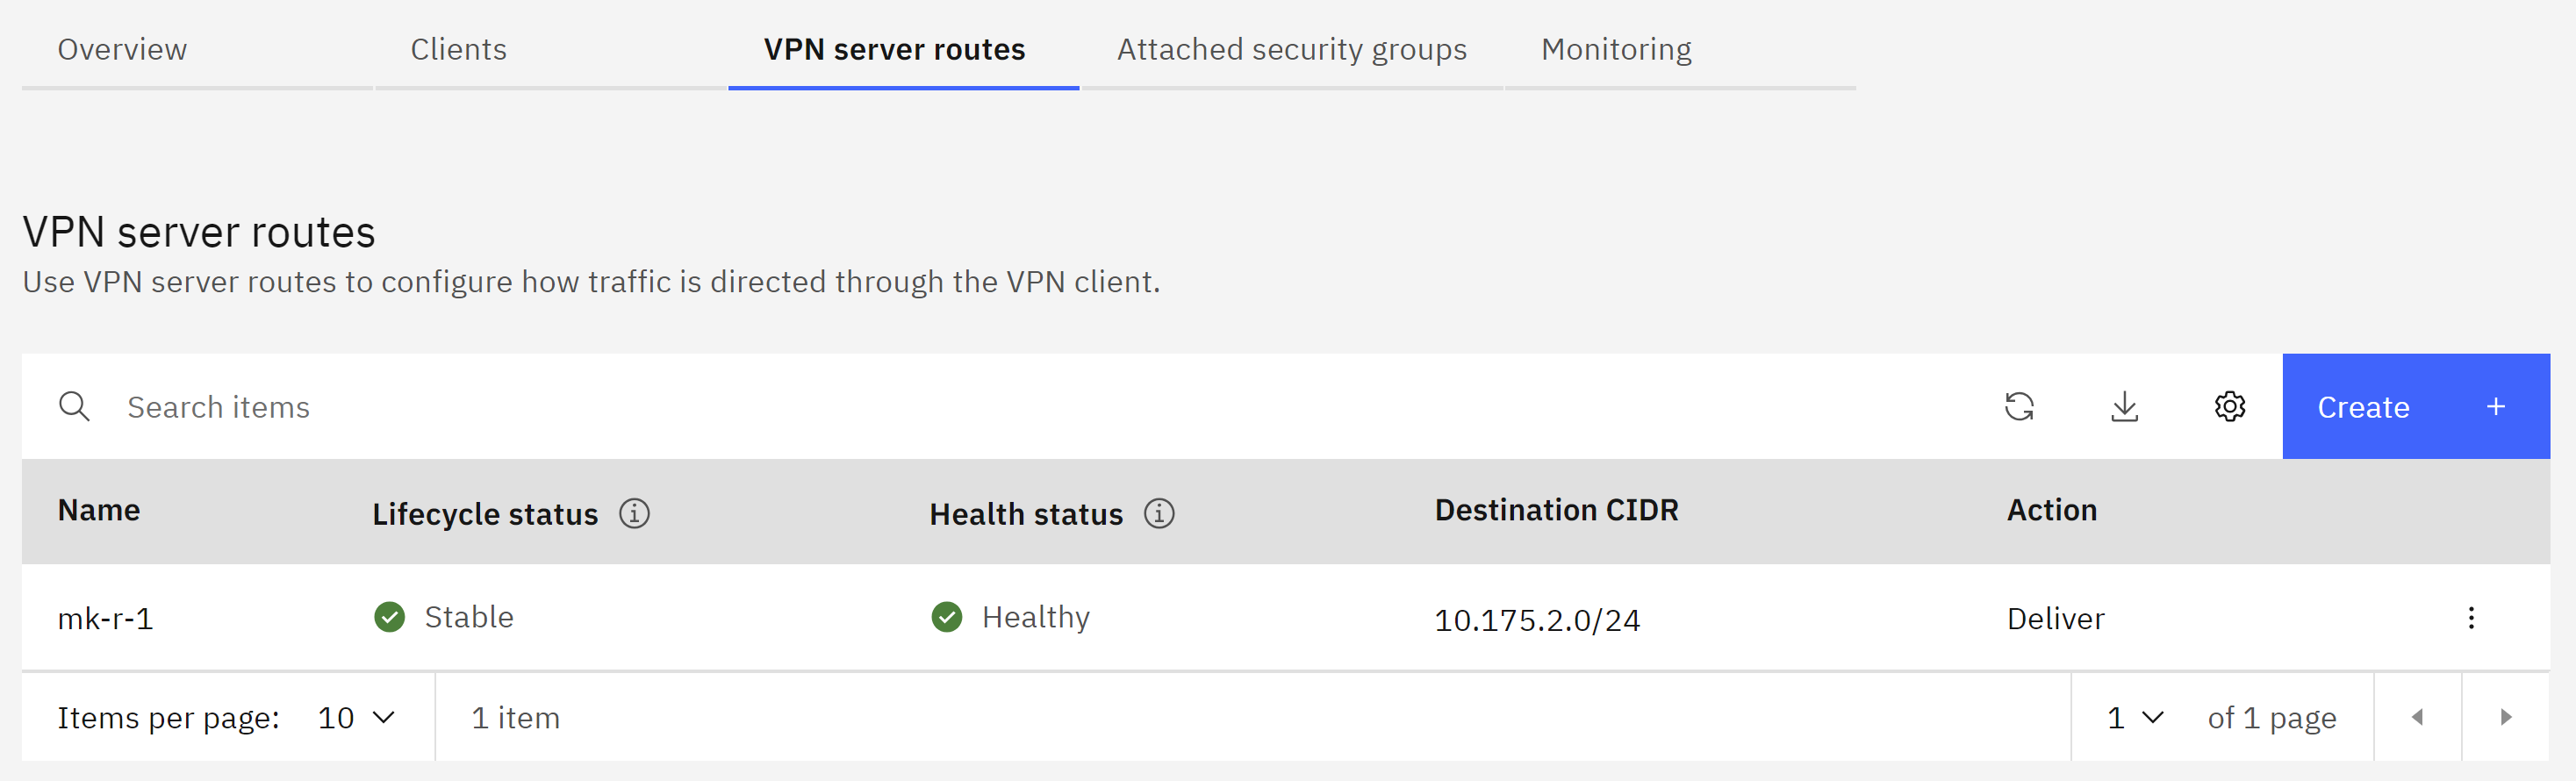 Overview Clients VPN server routes Attached security groups Monitoring
VPN server routes
Use VPN server routes to configure how traffic is directed through the VPN client.
Search items Create +
Name Lifecycle status Health status Destination CIDR Action
mk-r-1 Stable Healthy 10.175.2.0/24 Deliver
Items per page: 10 1 item 1 of 1 page